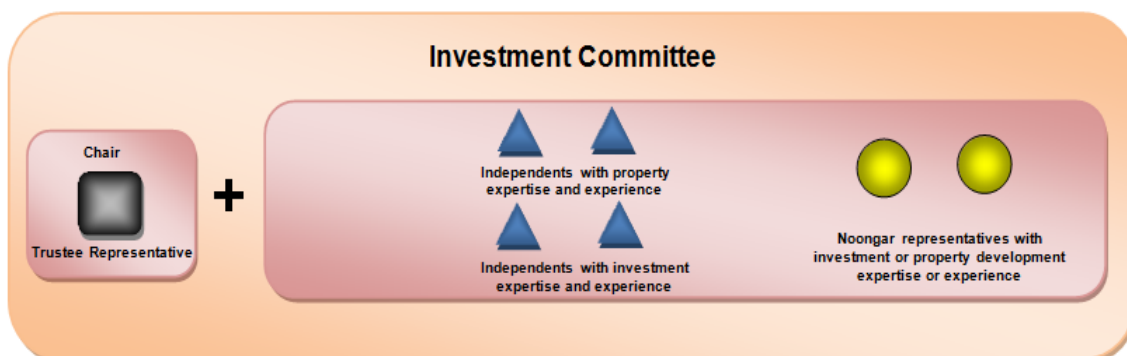 Investment Committee
Chair
Trustee Representative
+
Independents with property
expertise and experience
Independents with investment
expertise and experience
Noongar representatives with
investment or property development
expertise or experience